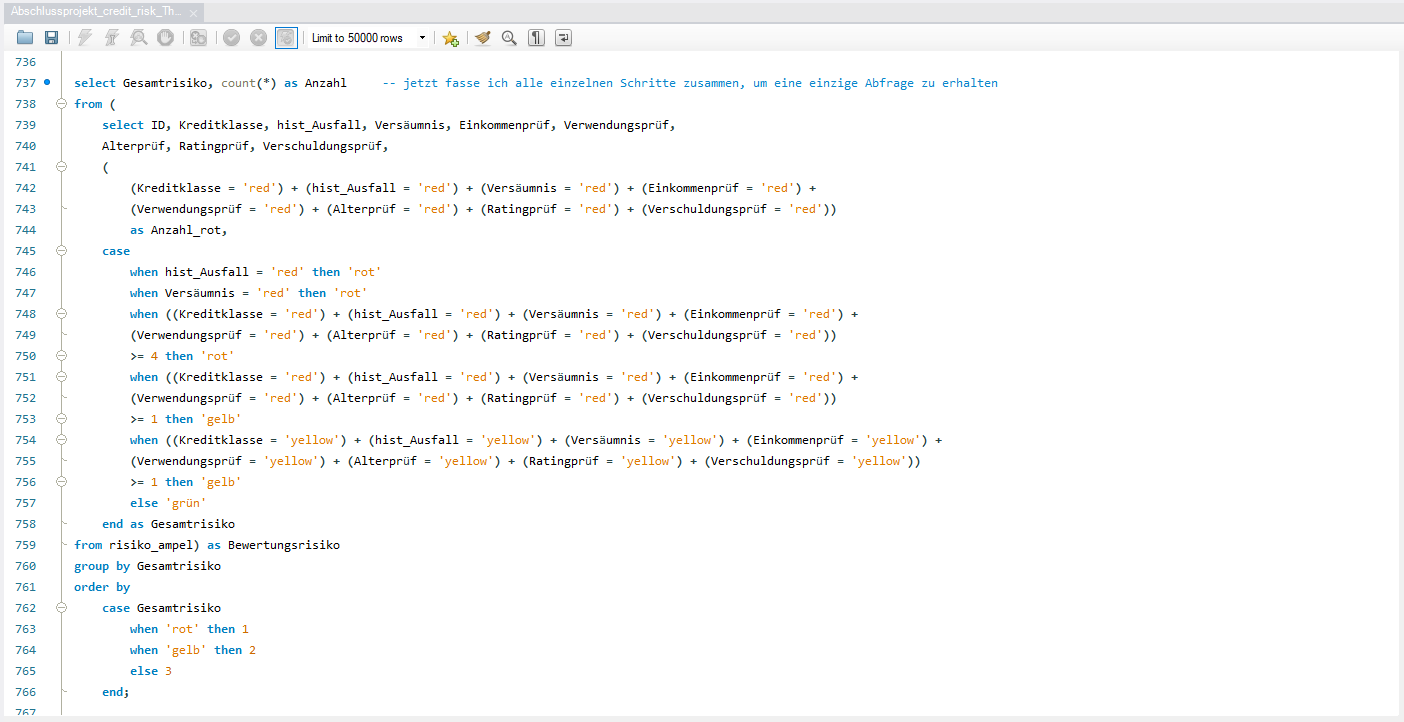 Abschlussprojekt_credit_risk_Th...
Limit to 50000 rows
736
737 select Gesamtrisiko, count(*) as Anzahl -- jetzt fasse ich alle einzelnen Schritte zusammen, um eine einzige Abfrage zu erhalten
738 from (
739 select ID, Kreditklasse, hist_Ausfall, Versäumnis, Einkommenprüf, Verwendungsprüf,
740 Alterprüf, Ratingprüf, Verschuldungsprüf,
741 (
742 (Kreditklasse = 'red') + (hist_Ausfall = 'red') + (Versäumnis = 'red') + (Einkommenprüf = 'red') +
743 (Verwendungsprüf = 'red') + (Alterprüf = 'red') + (Ratingprüf = 'red') + (Verschuldungsprüf = 'red'))
744 as Anzahl_rot,
745 case
746 when hist_Ausfall = 'red' then 'rot'
747 when Versäumnis = 'red' then 'rot'
748 when ((Kreditklasse = 'red') + (hist_Ausfall = 'red') + (Versäumnis = 'red') + (Einkommenprüf = 'red') +
749 (Verwendungsprüf = 'red') + (Alterprüf = 'red') + (Ratingprüf = 'red') + (Verschuldungsprüf = 'red'))
750 >= 4 then 'rot'
751 when ((Kreditklasse = 'red') + (hist_Ausfall = 'red') + (Versäumnis = 'red') + (Einkommenprüf = 'red') +
752 (Verwendungsprüf = 'red') + (Alterprüf = 'red') + (Ratingprüf = 'red') + (Verschuldungsprüf = 'red'))
753 >= 1 then 'gelb'
754 when ((Kreditklasse = 'yellow') + (hist_Ausfall = 'yellow') + (Versäumnis = 'yellow') + (Einkommenprüf = 'yellow') +
755 (Verwendungsprüf = 'yellow') + (Alterprüf = 'yellow') + (Ratingprüf = 'yellow') + (Verschuldungsprüf = 'yellow'))
756 >= 1 then 'gelb'
757 else 'grün'
758 end as Gesamtrisiko
759 from risiko_ampel) as Bewertungsrisiko
760 group by Gesamtrisiko
761 order by
762 case Gesamtrisiko
763 when 'rot' then 1
764 when 'gelb' then 2
765 else 3
766 end;
767